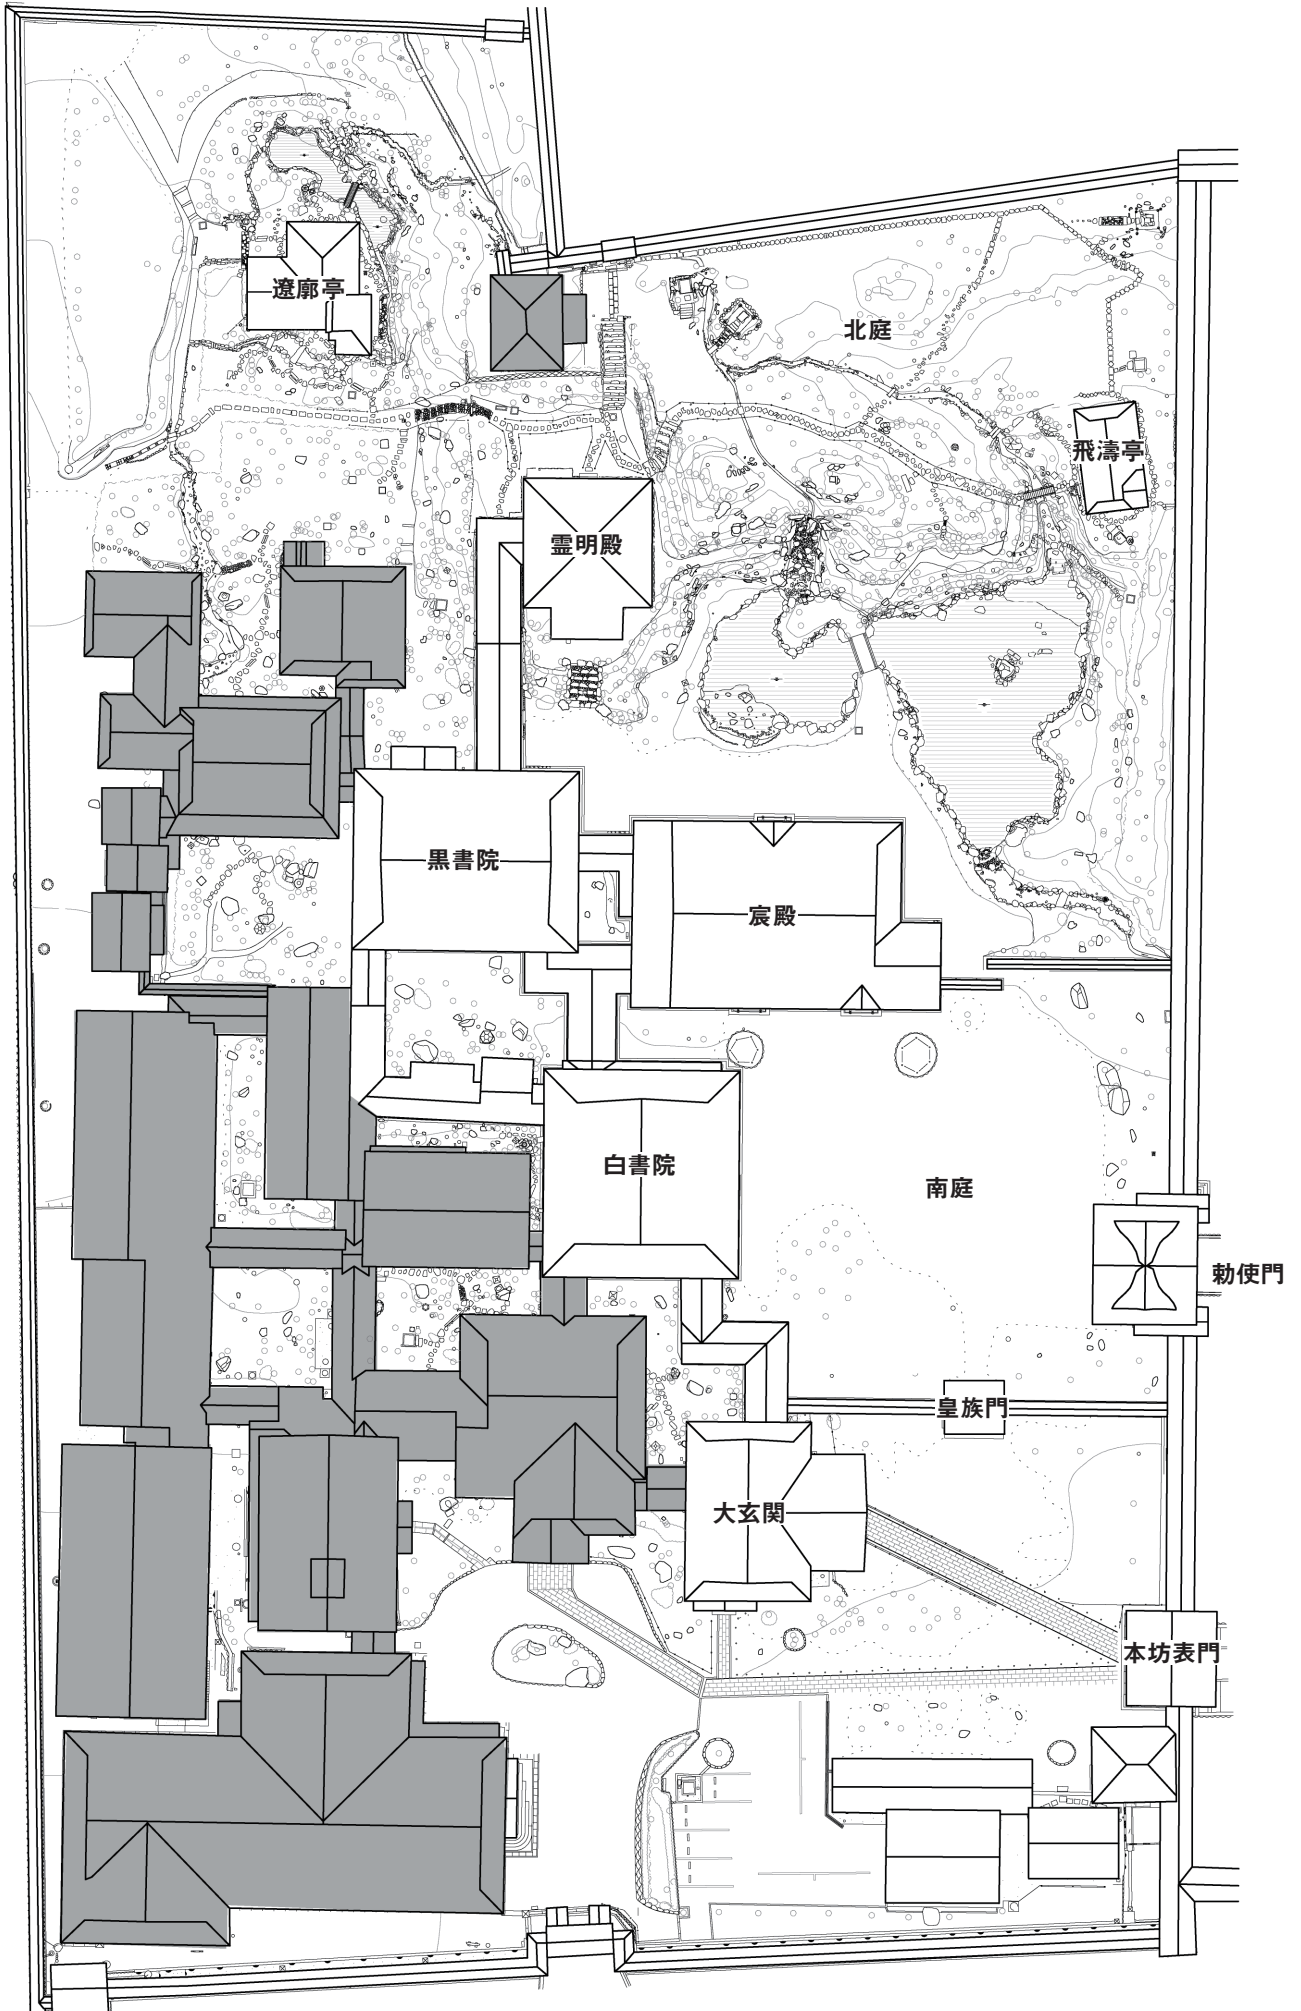 遼廓亭
北庭
飛濤亭
霊明殿
黒書院
宸殿
白書院
南庭
勅使門
皇族門
大玄関
本坊表門